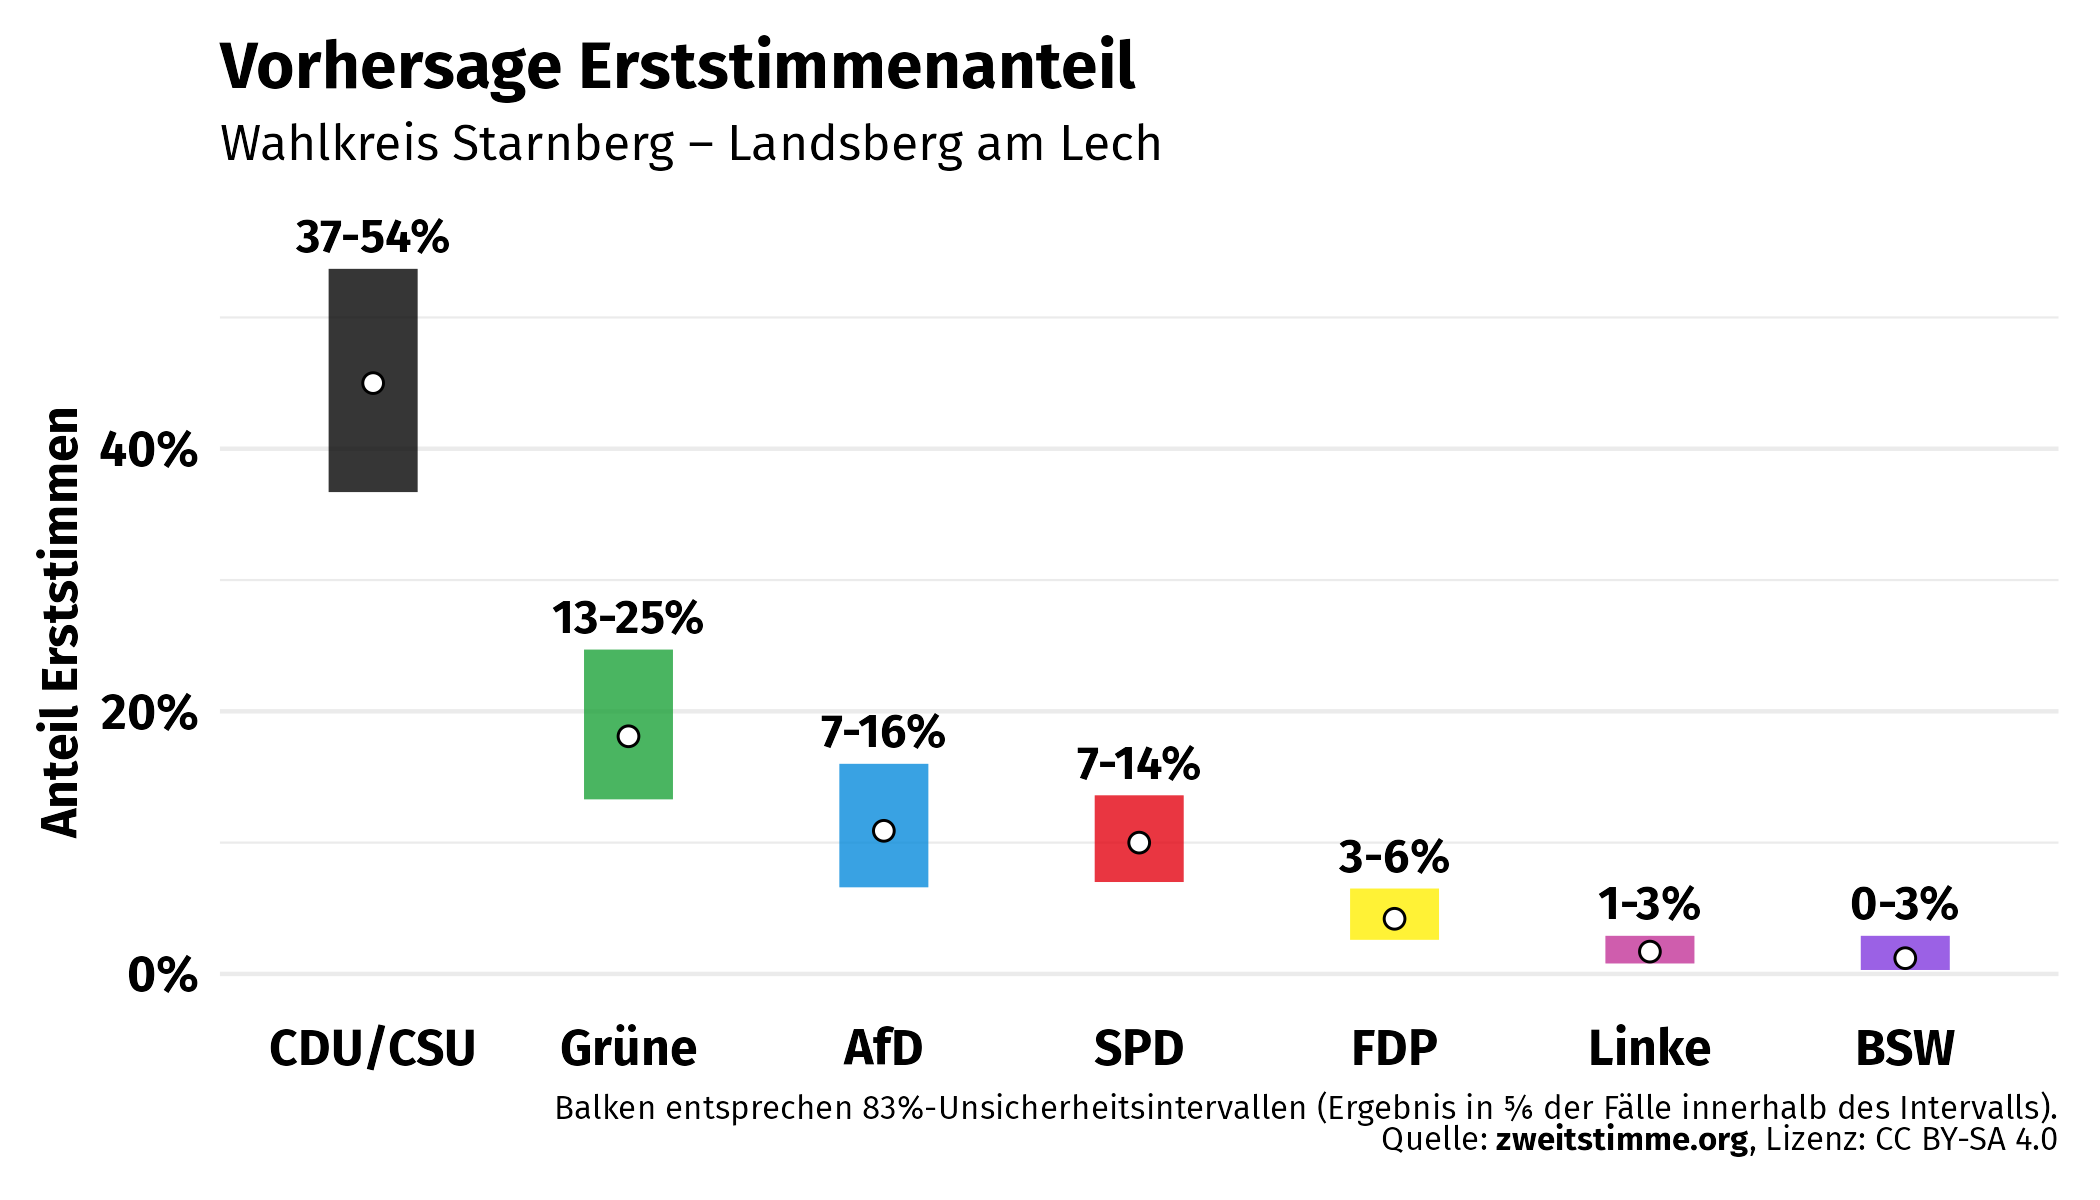 Vorhersage Erststimmenanteil
Wahlkreis Starnberg – Landsberg am Lech
Anteil Erststimmen
40%
20%
0%
37-54%
13-25%
7-16%
7-14%
3-6%
1-3%
0-3%
CDU/CSU
Grüne
AfD
SPD
FDP
Linke
BSW
Balken entsprechen 83%-Unsicherheitsintervallen (Ergebnis in ⅚ der Fälle innerhalb des Intervalls).
Quelle: zweitstimme.org, Lizenz: CC BY-SA 4.0